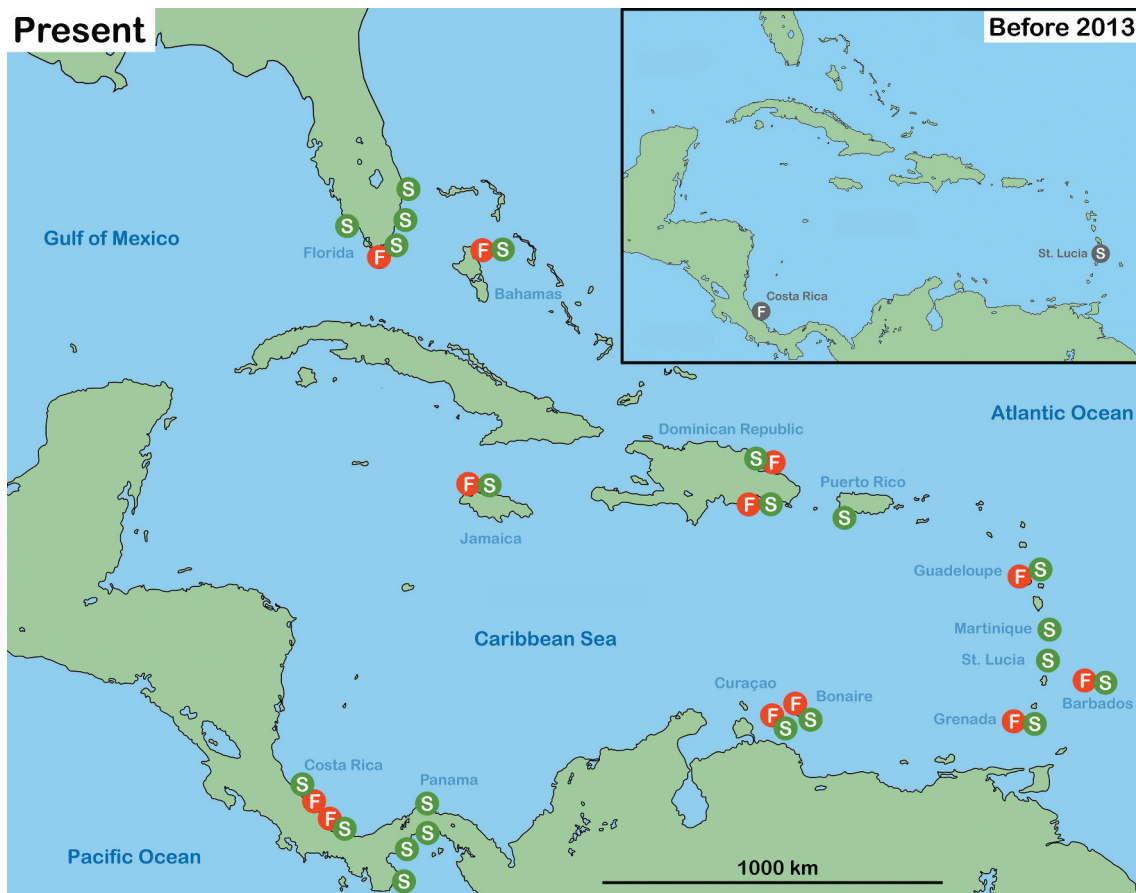 Present
Before 2013
S
S
Gulf of Mexico
S
S
Florida
S
F
F S
Bahamas
St. Lucia
S
Costa Rica
F
Atlantic Ocean
Dominican Republic
S F
Puerto Rico
F S
F S
S
Jamaica
Guadeloupe
F S
Caribbean Sea
Martinique
S
St. Lucia
S
Curaçao
Bonaire
F F
S S
F S
Barbados
Grenada
F S
Costa Rica
Panama
S
F
F
S
S
S
S
S
Pacific Ocean
1000 km